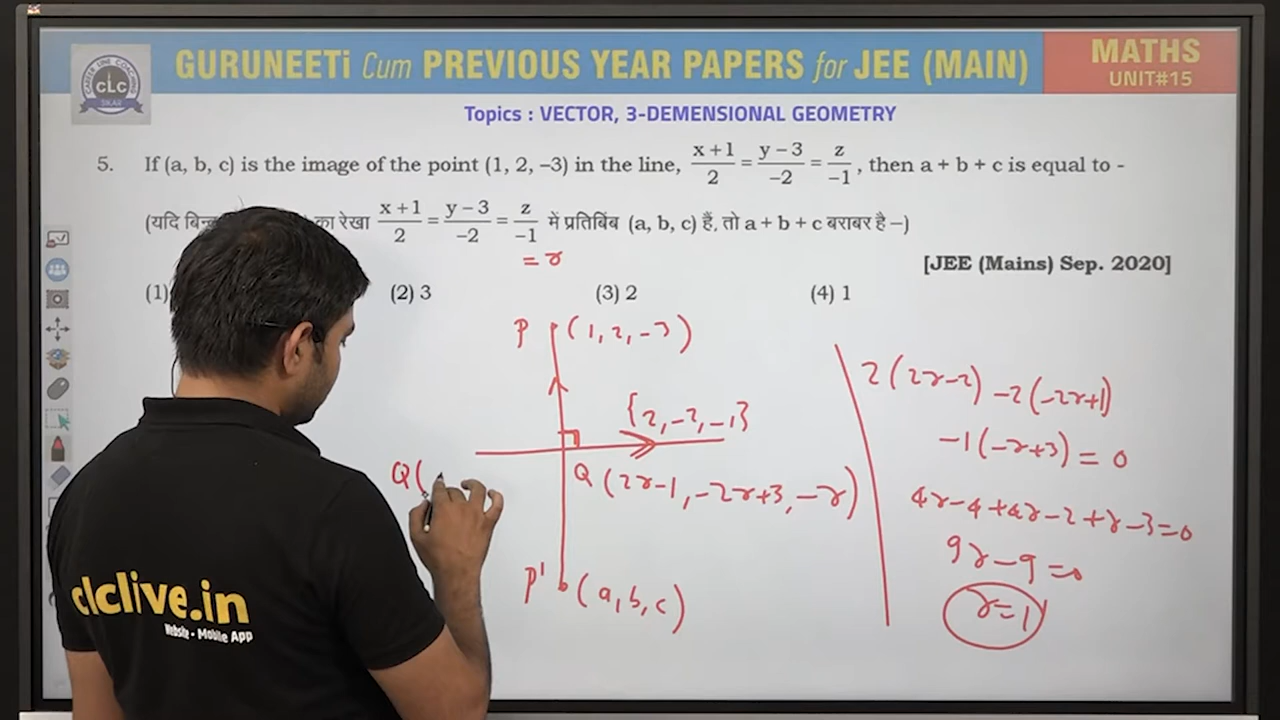 CLC
SIKAR
GURUNEETi Cum PREVIOUS YEAR PAPERS for JEE (MAIN)
MATHS
UNIT#15
Topics : VECTOR, 3-DEMENSIONAL GEOMETRY
5. If (a, b, c) is the image of the point (1, 2, –3) in the line, (x + 1)/2 = (y – 3)/–2 = z/–1, then a + b + c is equal to -
(यदि का रेखा (x + 1)/2 = (y – 3)/–2 = z/–1 में प्रतिबिंब (a, b, c) हैं, तो a + b + c बराबर है –)
= r
[JEE (Mains) Sep. 2020]
(1) (2) 3 (3) 2 (4) 1
P (1, 2, -3)
{2, -2, -1}
Q (2r-1, -2r+3, -r)
Q(
P' (a, b, c)
2(2r-2) -2(-2r+1)
-1(-r+3) = 0
4r-4+4r-2+r-3=0
9r-9=0
r=1
clclive.in
Website - Mobile App